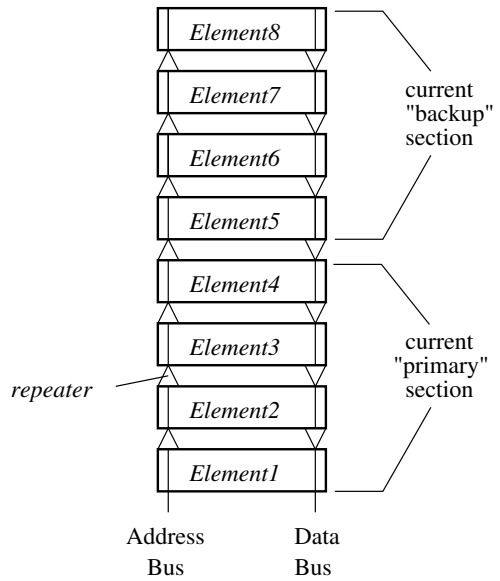 Element8
Element7
current
"backup"
section
Element6
Element5
Element4
Element3
current
"primary"
section
repeater
Element2
Element1
Address
Bus
Data
Bus